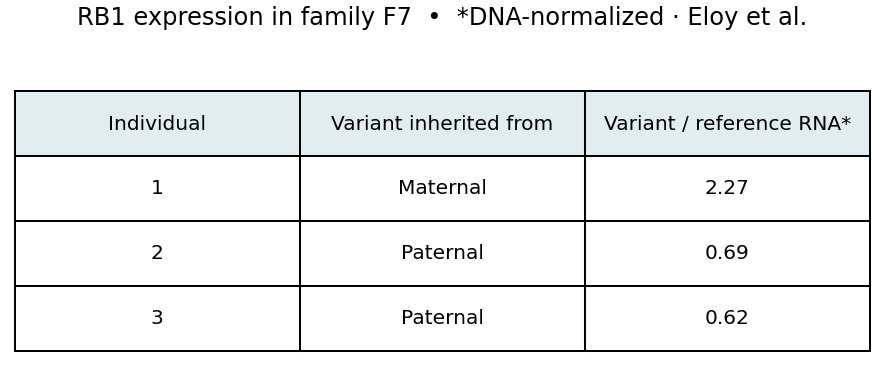 RB1 expression in family F7 • *DNA-normalized · Eloy et al.
Individual Variant inherited from Variant / reference RNA*
1 Maternal 2.27
2 Paternal 0.69
3 Paternal 0.62